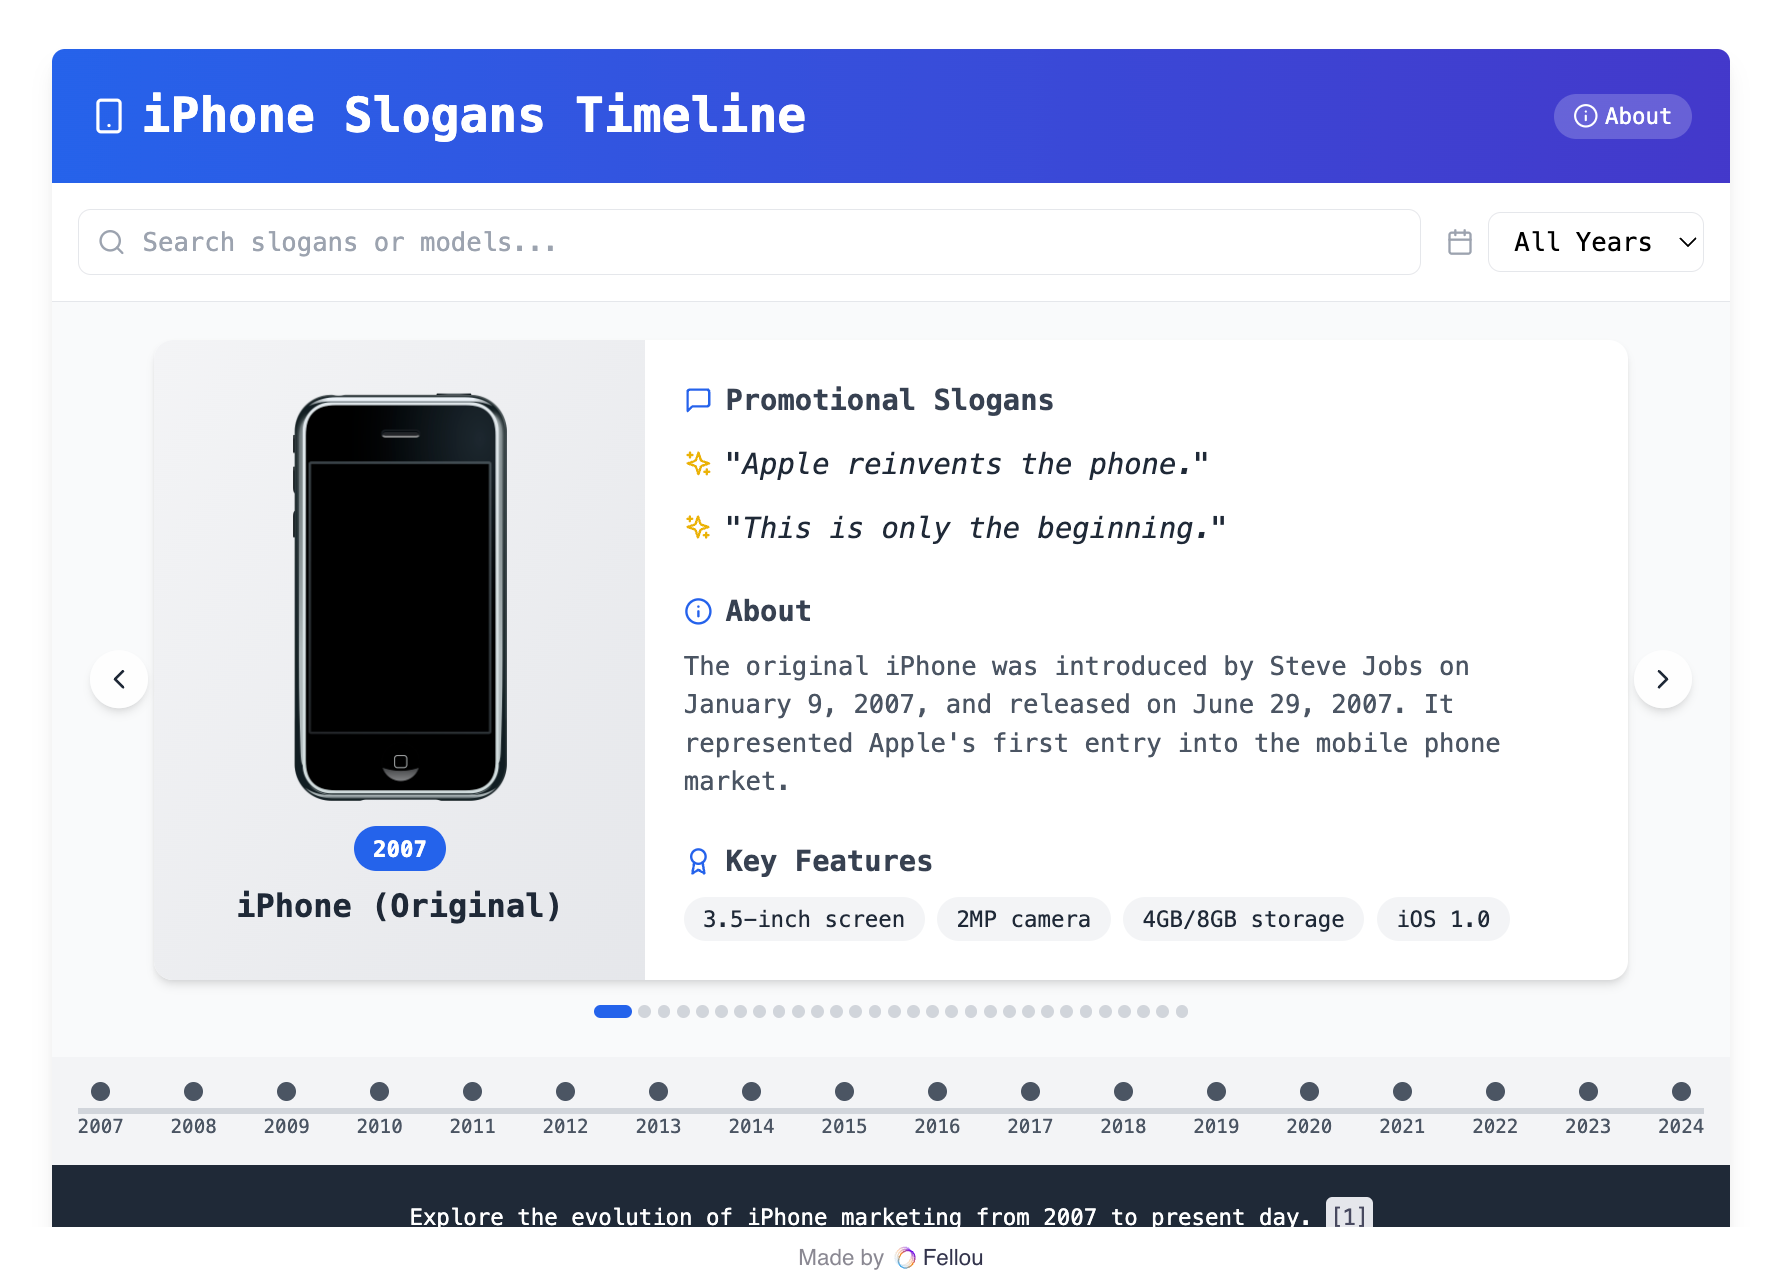 iPhone Slogans Timeline
About
Search slogans or models...
All Years
2007
iPhone (Original)
Promotional Slogans
"Apple reinvents the phone."
"This is only the beginning."
About
The original iPhone was introduced by Steve Jobs on
January 9, 2007, and released on June 29, 2007. It
represented Apple's first entry into the mobile phone
market.
Key Features
3.5-inch screen 2MP camera 4GB/8GB storage iOS 1.0
2007 2008 2009 2010 2011 2012 2013 2014 2015 2016 2017 2018 2019 2020 2021 2022 2023 2024
Explore the evolution of iPhone marketing from 2007 to present day. [1]
Made by Fellou